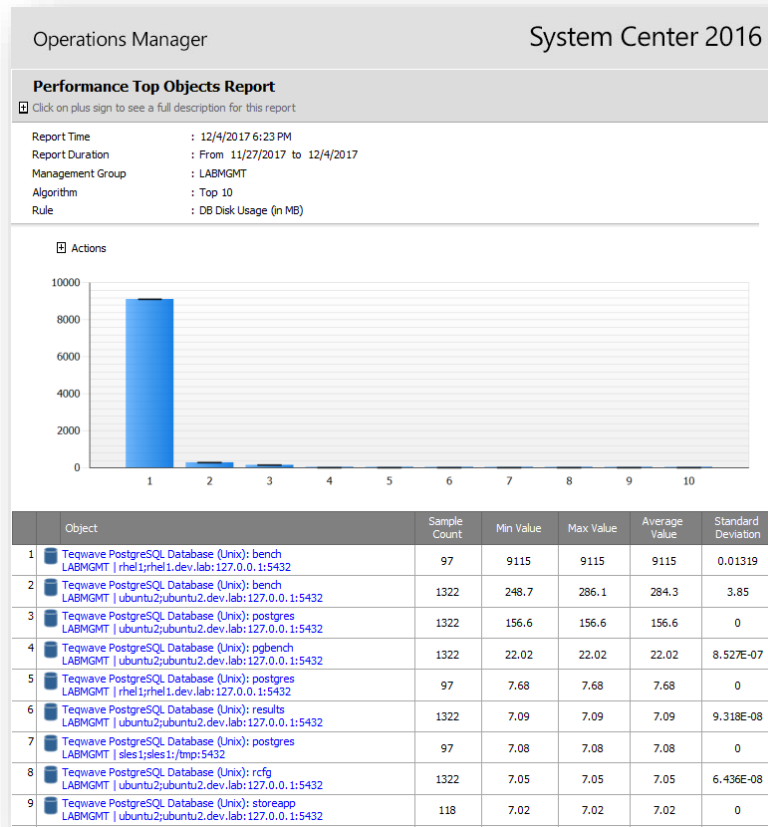 Operations Manager
System Center 2016
Performance Top Objects Report
Click on plus sign to see a full description for this report
Report Time : 12/4/2017 6:23 PM
Report Duration : From 11/27/2017 to 12/4/2017
Management Group : LABMGMT
Algorithm : Top 10
Rule : DB Disk Usage (in MB)
Actions
10000
8000
6000
4000
2000
0
1 2 3 4 5 6 7 8 9 10
Object Sample Count Min Value Max Value Average Value Standard Deviation
1 Teqwave PostgreSQL Database (Unix): bench
LABMGMT | rhel1;rhel1.dev.lab:127.0.0.1:5432
97 9115 9115 9115 0.01319
2 Teqwave PostgreSQL Database (Unix): bench
LABMGMT | ubuntu2;ubuntu2.dev.lab:127.0.0.1:5432
1322 248.7 286.1 284.3 3.85
3 Teqwave PostgreSQL Database (Unix): postgres
LABMGMT | ubuntu2;ubuntu2.dev.lab:127.0.0.1:5432
1322 156.6 156.6 156.6 0
4 Teqwave PostgreSQL Database (Unix): pgbench
LABMGMT | ubuntu2;ubuntu2.dev.lab:127.0.0.1:5432
1322 22.02 22.02 22.02 8.527E-07
5 Teqwave PostgreSQL Database (Unix): postgres
LABMGMT | rhel1;rhel1.dev.lab:127.0.0.1:5432
97 7.68 7.68 7.68 0
6 Teqwave PostgreSQL Database (Unix): results
LABMGMT | ubuntu2;ubuntu2.dev.lab:127.0.0.1:5432
1322 7.09 7.09 7.09 9.318E-08
7 Teqwave PostgreSQL Database (Unix): postgres
LABMGMT | sles1;sles1:/tmp:5432
97 7.08 7.08 7.08 0
8 Teqwave PostgreSQL Database (Unix): rcfg
LABMGMT | ubuntu2;ubuntu2.dev.lab:127.0.0.1:5432
1322 7.05 7.05 7.05 6.436E-08
9 Teqwave PostgreSQL Database (Unix): storeapp
LABMGMT | ubuntu2;ubuntu2.dev.lab:127.0.0.1:5432
118 7.02 7.02 7.02 0